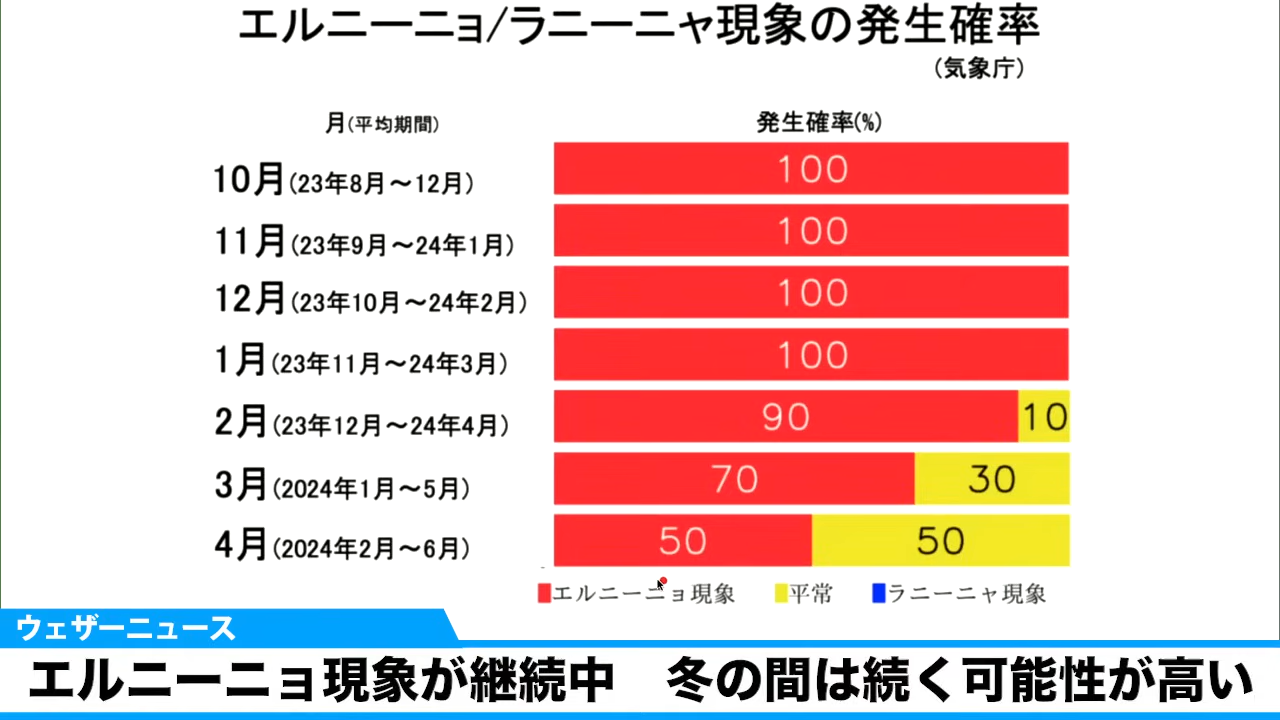 エルニーニョ/ラニーニャ現象の発生確率
(気象庁)
月(平均期間) 発生確率(%)
10月(23年8月～12月) 100
11月(23年9月～24年1月) 100
12月(23年10月～24年2月) 100
1月(23年11月～24年3月) 100
2月(23年12月～24年4月) 90 10
3月(2024年1月～5月) 70 30
4月(2024年2月～6月) 50 50
エルニーニョ現象 平常 ラニーニャ現象
ウェザーニュース
エルニーニョ現象が継続中 冬の間は続く可能性が高い